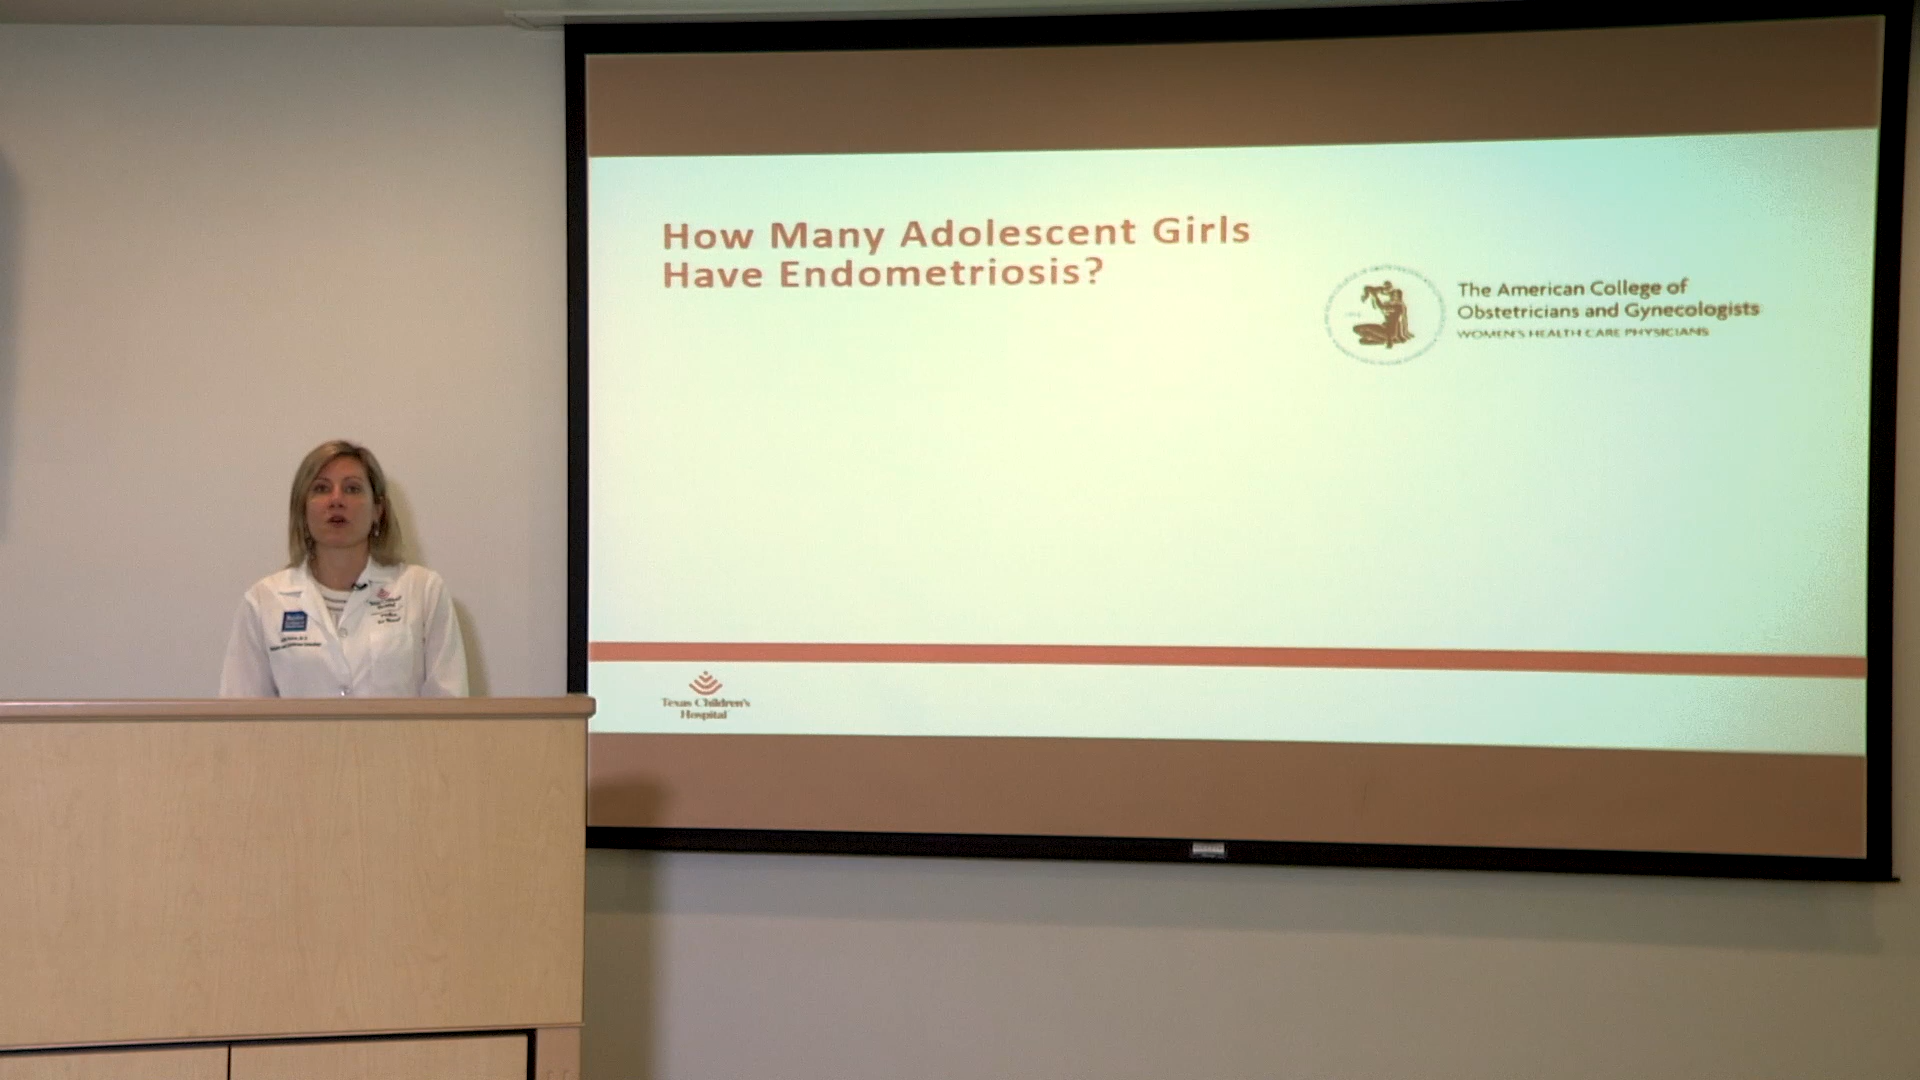 How Many Adolescent Girls
Have Endometriosis?
The American College of
Obstetricians and Gynecologists
WOMEN'S HEALTH CARE PHYSICIANS
Texas Children's
Hospital